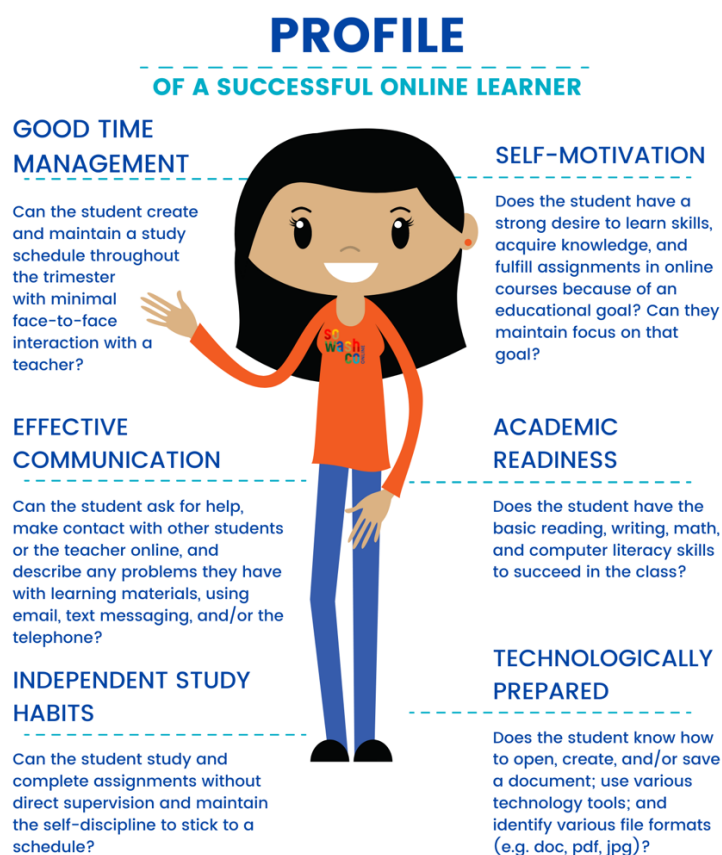 PROFILE
OF A SUCCESSFUL ONLINE LEARNER
GOOD TIME
MANAGEMENT
Can the student create
and maintain a study
schedule throughout
the trimester
with minimal
face-to-face
interaction with a
teacher?
SELF-MOTIVATION
Does the student have a
strong desire to learn skills,
acquire knowledge, and
fulfill assignments in online
courses because of an
educational goal? Can they
maintain focus on that
goal?
so
wash
co!
EFFECTIVE
COMMUNICATION
Can the student ask for help,
make contact with other students
or the teacher online, and
describe any problems they have
with learning materials, using
email, text messaging, and/or the
telephone?
ACADEMIC
READINESS
Does the student have the
basic reading, writing, math,
and computer literacy skills
to succeed in the class?
INDEPENDENT STUDY
HABITS
Can the student study and
complete assignments without
direct supervision and maintain
the self-discipline to stick to a
schedule?
TECHNOLOGICALLY
PREPARED
Does the student know how
to open, create, and/or save
a document; use various
technology tools; and
identify various file formats
(e.g. doc, pdf, jpg)?